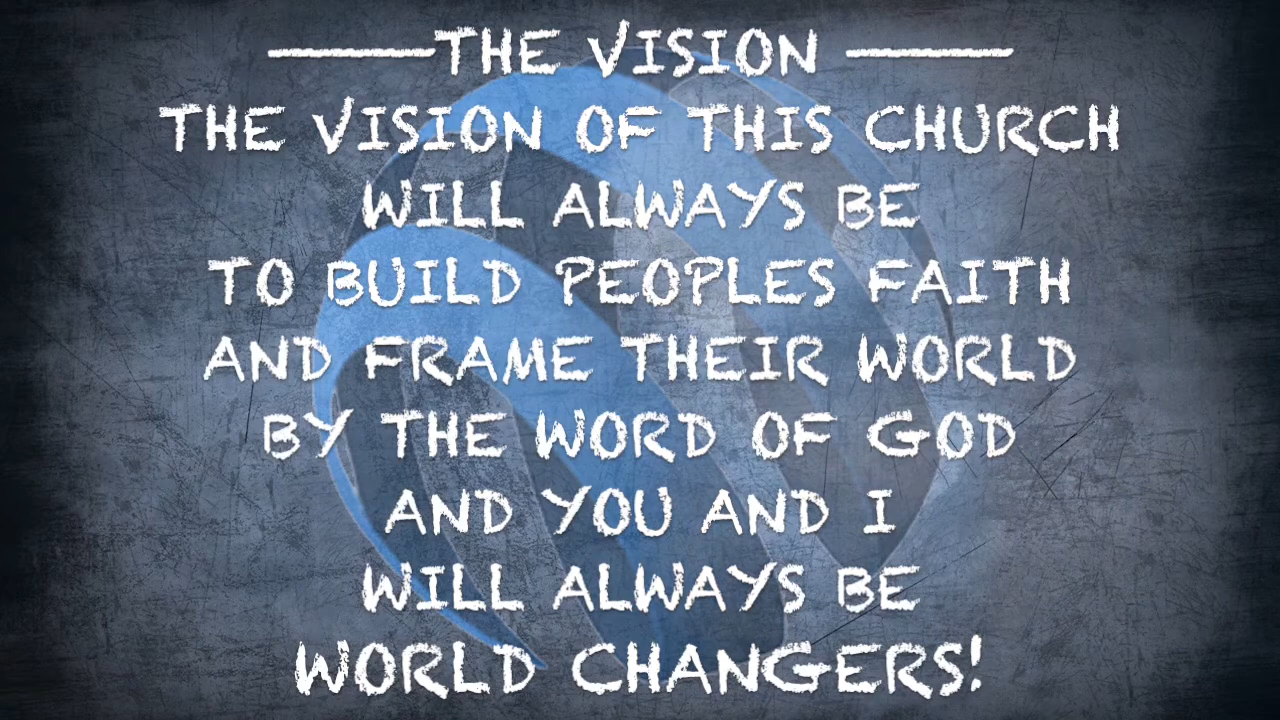 THE VISION
THE VISION OF THIS CHURCH
WILL ALWAYS BE
TO BUILD PEOPLES FAITH
AND FRAME THEIR WORLD
BY THE WORD OF GOD
AND YOU AND I
WILL ALWAYS BE
WORLD CHANGERS!